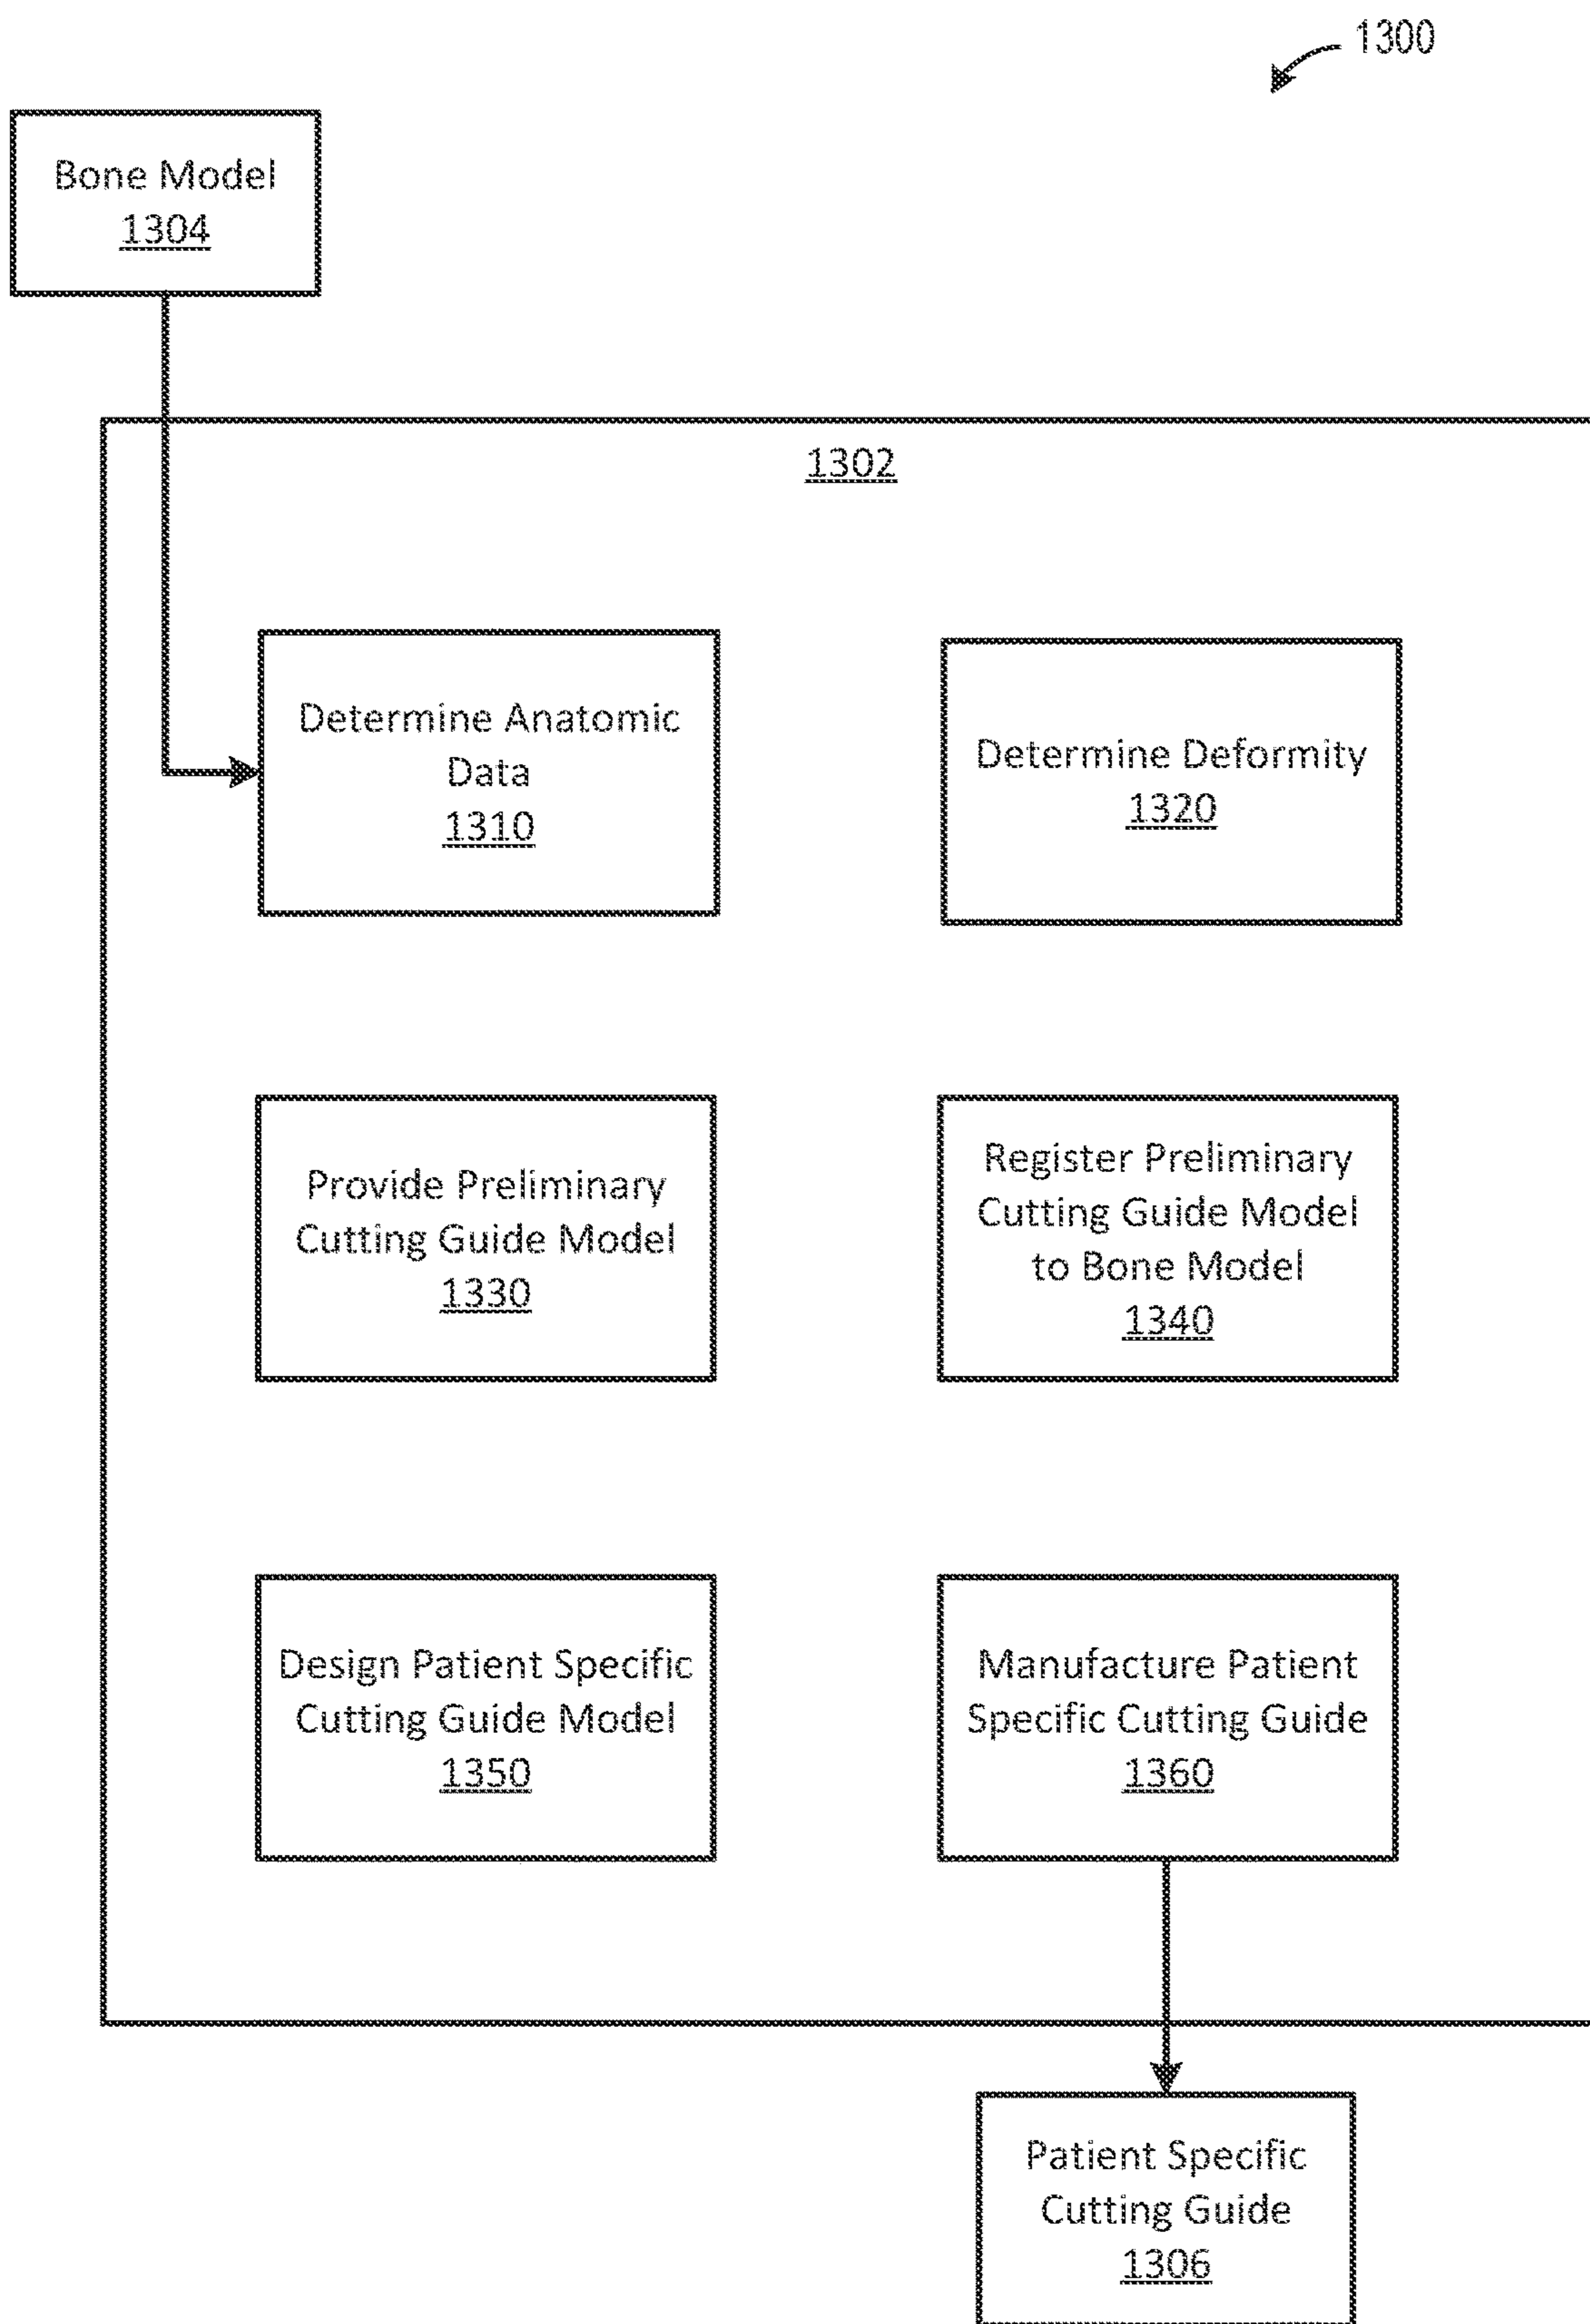 1300
Bone Model
1304
1302
Determine Anatomic
Data
1310
Determine Deformity
1320
Provide Preliminary
Cutting Guide Model
1330
Register Preliminary
Cutting Guide Model
to Bone Model
1340
Design Patient Specific
Cutting Guide Model
1350
Manufacture Patient
Specific Cutting Guide
1360
Patient Specific
Cutting Guide
1306